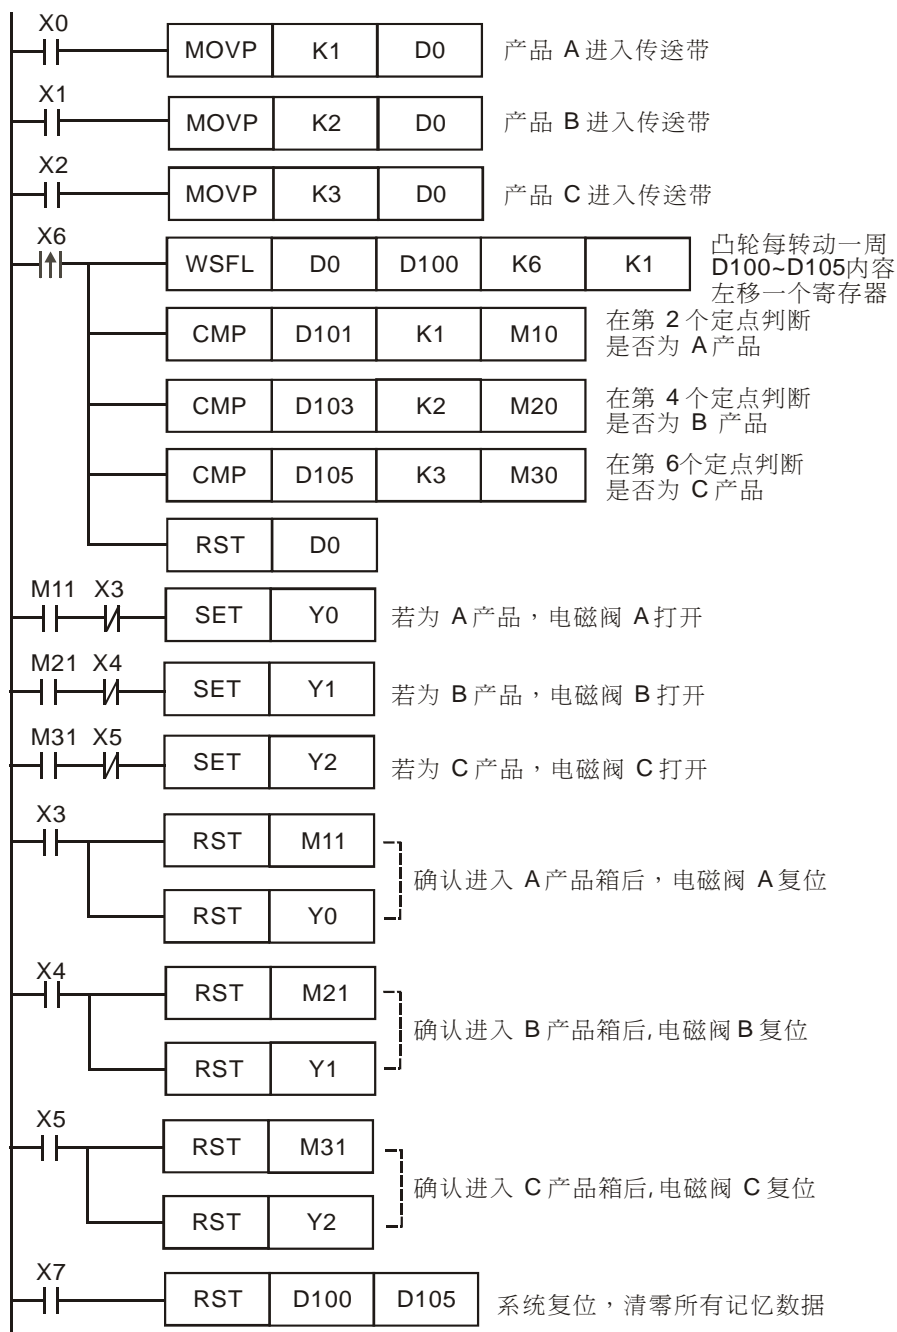 X0
MOVP K1 D0 产品 A 进入传送带
X1
MOVP K2 D0 产品 B 进入传送带
X2
MOVP K3 D0 产品 C 进入传送带
X6
WSFL D0 D100 K6 K1
凸轮每转动一周
D100~D105内容
左移一个寄存器
CMP D101 K1 M10
在第 2 个定点判断
是否为 A 产品
CMP D103 K2 M20
在第 4 个定点判断
是否为 B 产品
CMP D105 K3 M30
在第 6个定点判断
是否为 C 产品
RST D0
M11 X3
SET Y0 若为 A 产品，电磁阀 A 打开
M21 X4
SET Y1 若为 B 产品，电磁阀 B 打开
M31 X5
SET Y2 若为 C 产品，电磁阀 C 打开
X3
RST M11
确认进入 A 产品箱后，电磁阀 A 复位
RST Y0
X4
RST M21
确认进入 B 产品箱后,电磁阀 B 复位
RST Y1
X5
RST M31
确认进入 C 产品箱后,电磁阀 C 复位
RST Y2
X7
RST D100 D105 系统复位，清零所有记忆数据